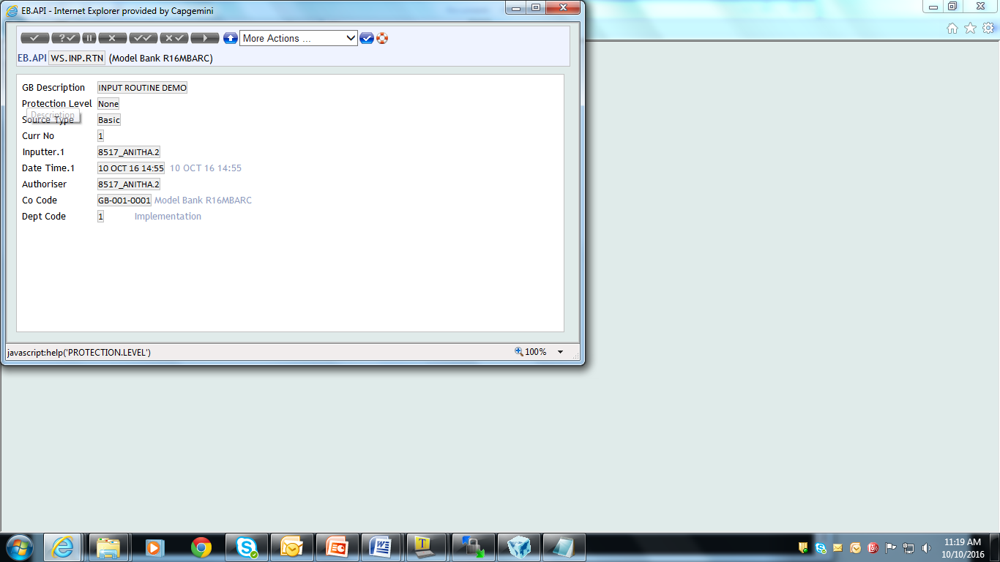 EB.API - Internet Explorer provided by Capgemini
More Actions ...
EB.API WS.INP.RTN (Model Bank R16MBARC)
GB Description INPUT ROUTINE DEMO
Protection Level None
Description
Source Type Basic
Curr No 1
Inputter.1 8517_ANITHA.2
Date Time.1 10 OCT 16 14:55 10 OCT 16 14:55
Authoriser 8517_ANITHA.2
Co Code GB-001-0001 Model Bank R16MBARC
Dept Code 1 Implementation
javascript:help('PROTECTION.LEVEL') 100%
11:19 AM
10/10/2016